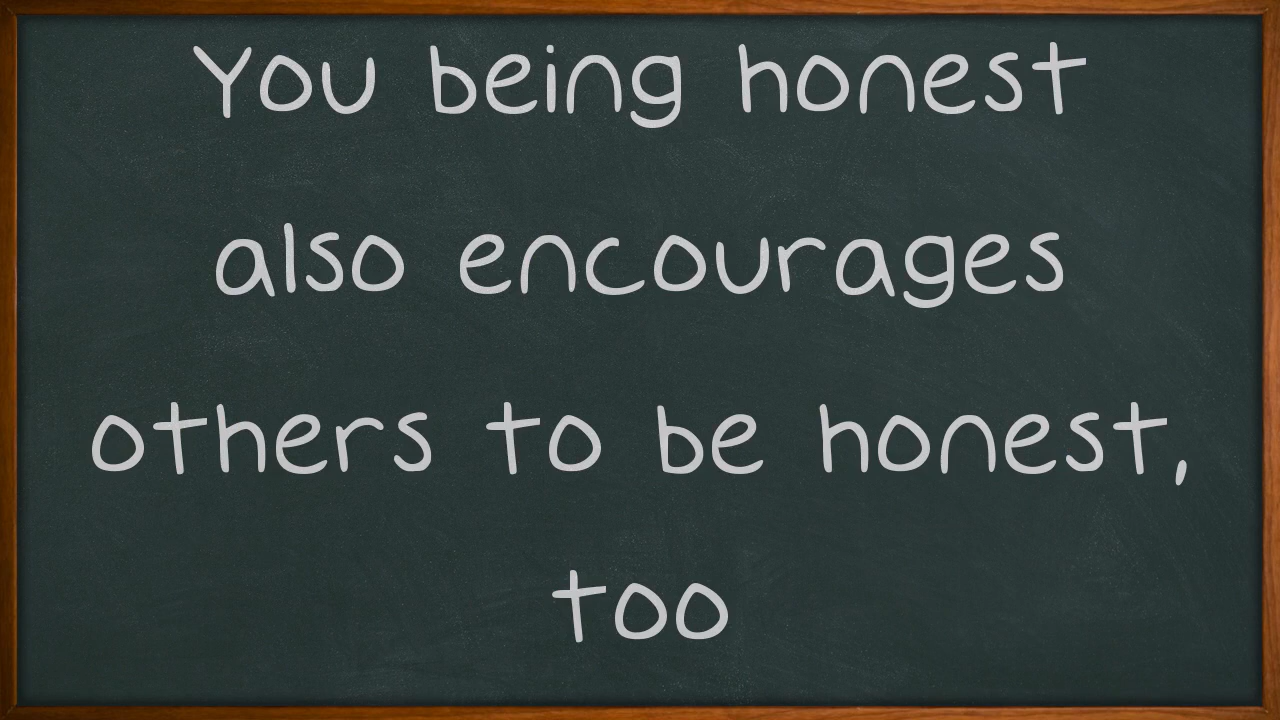 You being honest
also encourages
others to be honest,
too